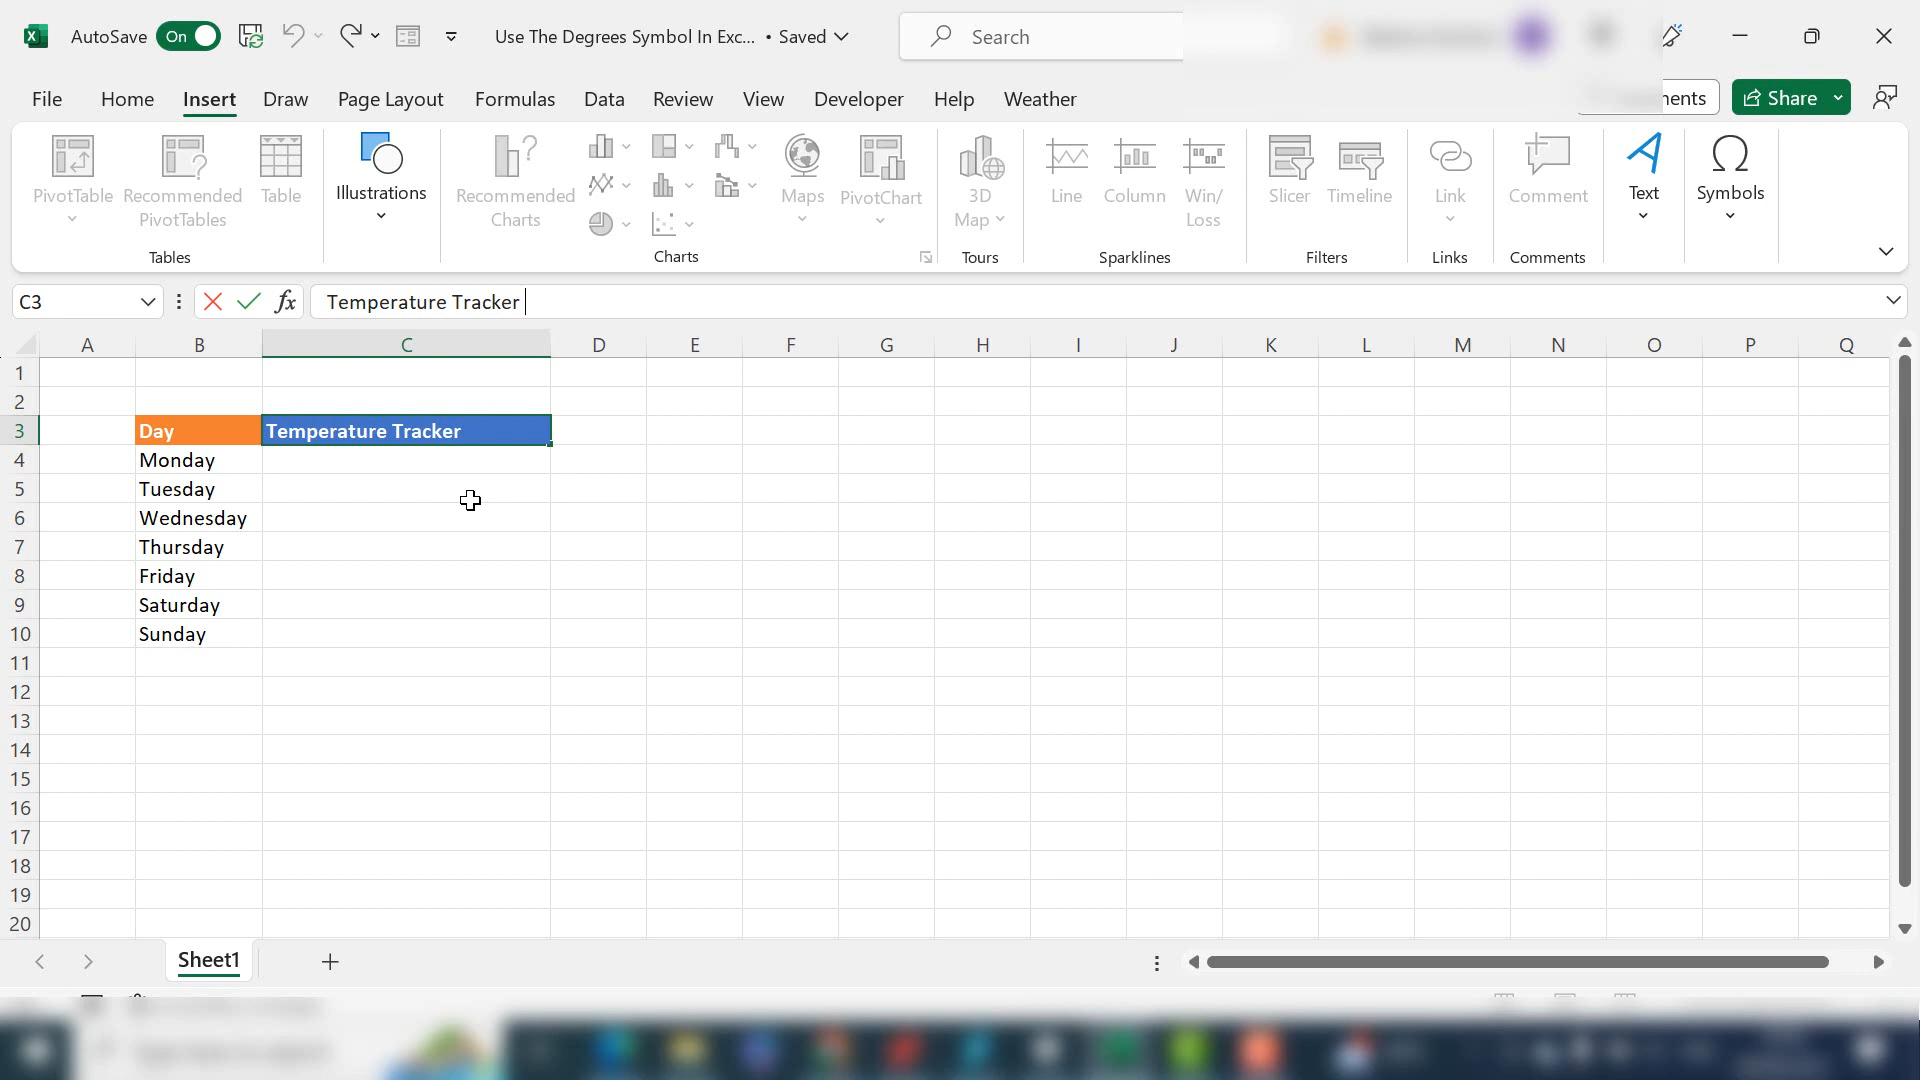 AutoSave On Use The Degrees Symbol In Exc... • Saved Search
File Home Insert Draw Page Layout Formulas Data Review View Developer Help Weather Share
PivotTable Recommended PivotTables Table
Illustrations
Recommended Charts
Maps PivotChart
3D Map
Line Column Win/ Loss
Slicer Timeline
Link
Comment
Text
Symbols
Tables Charts Tours Sparklines Filters Links Comments
C3 fx Temperature Tracker
A B C D E F G H I J K L M N O P Q
1
2
3 Day Temperature Tracker
4 Monday
5 Tuesday
6 Wednesday
7 Thursday
8 Friday
9 Saturday
10 Sunday
11
12
13
14
15
16
17
18
19
20
Sheet1